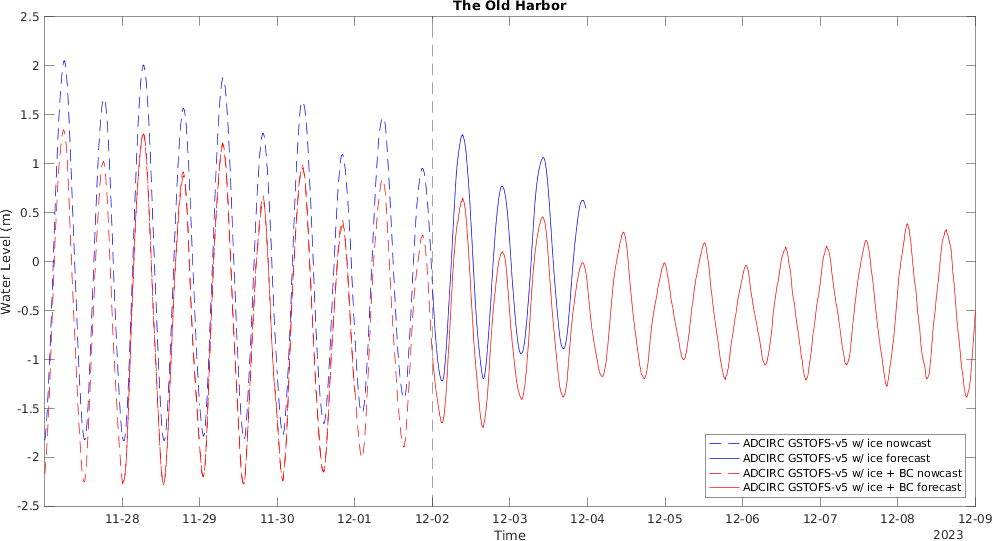 The Old Harbor
2.5
2
1.5
1
0.5
0
-0.5
-1
-1.5
-2
-2.5
Water Level (m)
ADCIRC GSTOFS-v5 w/ ice nowcast
ADCIRC GSTOFS-v5 w/ ice forecast
ADCIRC GSTOFS-v5 w/ ice + BC nowcast
ADCIRC GSTOFS-v5 w/ ice + BC forecast
11-28 11-29 11-30 12-01 12-02 12-03 12-04 12-05 12-06 12-07 12-08 12-09
Time
2023